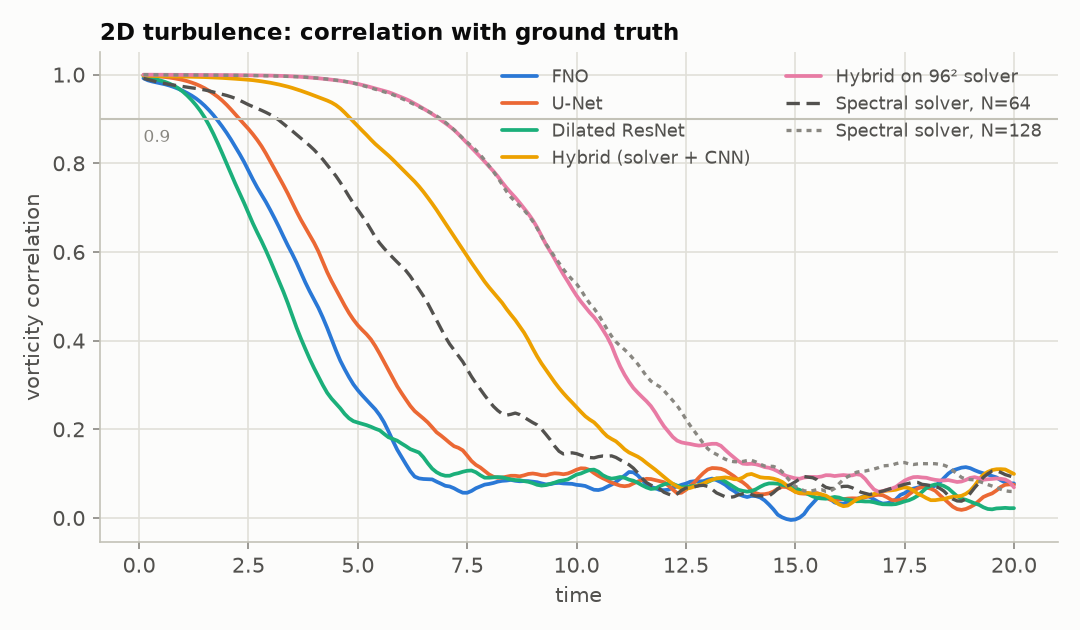 2D turbulence: correlation with ground truth
FNO
U-Net
Dilated ResNet
Hybrid (solver + CNN)
Hybrid on 96² solver
Spectral solver, N=64
Spectral solver, N=128
0.9
vorticity correlation
1.0
0.8
0.6
0.4
0.2
0.0
0.0 2.5 5.0 7.5 10.0 12.5 15.0 17.5 20.0
time